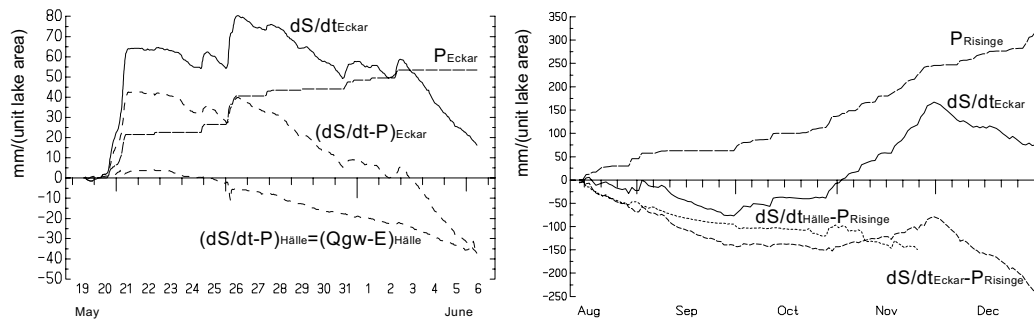 mm/(unit lake area)
80
70
60
50
40
30
20
10
0
-10
-20
-30
-40
-50
dS/dtEckar
PEckar
(dS/dt-P)Eckar
(dS/dt-P)Hälle=(Qgw-E)Hälle
19 20 21 22 23 24 25 26 27 28 29 30 31 1 2 3 4 5 6
May June
mm/(unit lake area)
350
300
250
200
150
100
50
0
-50
-100
-150
-200
-250
PRisinge
dS/dtEckar
dS/dtHälle-PRisinge
dS/dtEckar-PRisinge
Aug Sep Oct Nov Dec